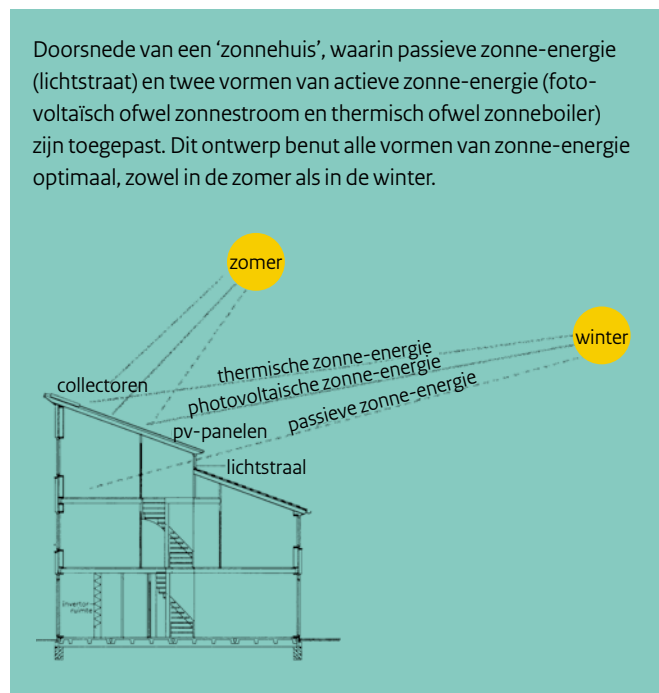 Doorsnede van een ‘zonnehuis’, waarin passieve zonne-energie
(lichtstraat) en twee vormen van actieve zonne-energie (foto-
voltaïsch ofwel zonnestroom en thermisch ofwel zonneboiler)
zijn toegepast. Dit ontwerp benut alle vormen van zonne-energie
optimaal, zowel in de zomer als in de winter.
zomer
winter
thermische zonne-energie
collectoren
photovoltaische zonne-energie
passieve zonne-energie
pv-panelen
lichtstraal
invertor-
ruimte